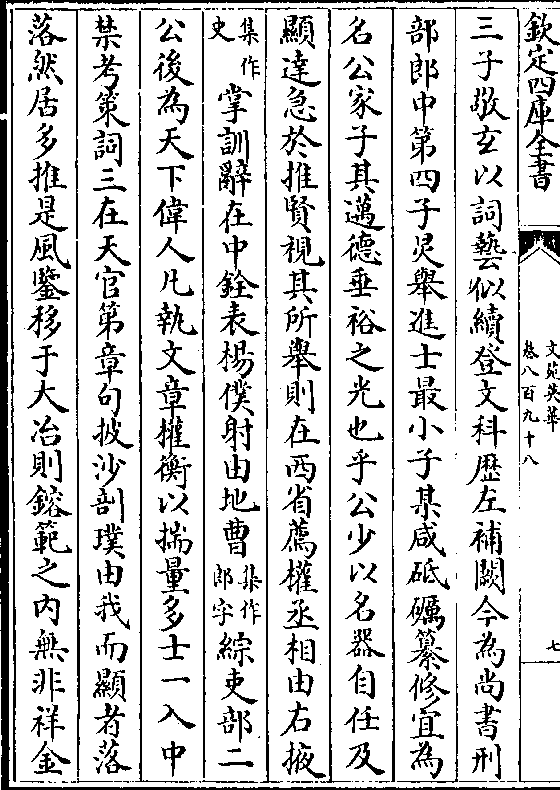 欽定四庫全書
文苑英華
卷八百九十八
七
三子敬玄以詞藝似續登文科歴左補闕今為尚書刑
部郎中第四子炅舉進士最小子某咸砥礪纂修宜為
名公家子其邁德垂裕之光也乎公少以名器自任及
顯達急於推賢視其所舉則在西省薦權丞相由右掖
集作吏掌訓辭在中銓表楊僕射由地曹集作郎字綜吏部二
公後為天下偉人凡執文章權衡以揣量多士一入中
禁考策詞三在天官第章句披沙剖璞由我而顯者落
落然居多推是風鑒移于大冶則鎔範之内無非祥金